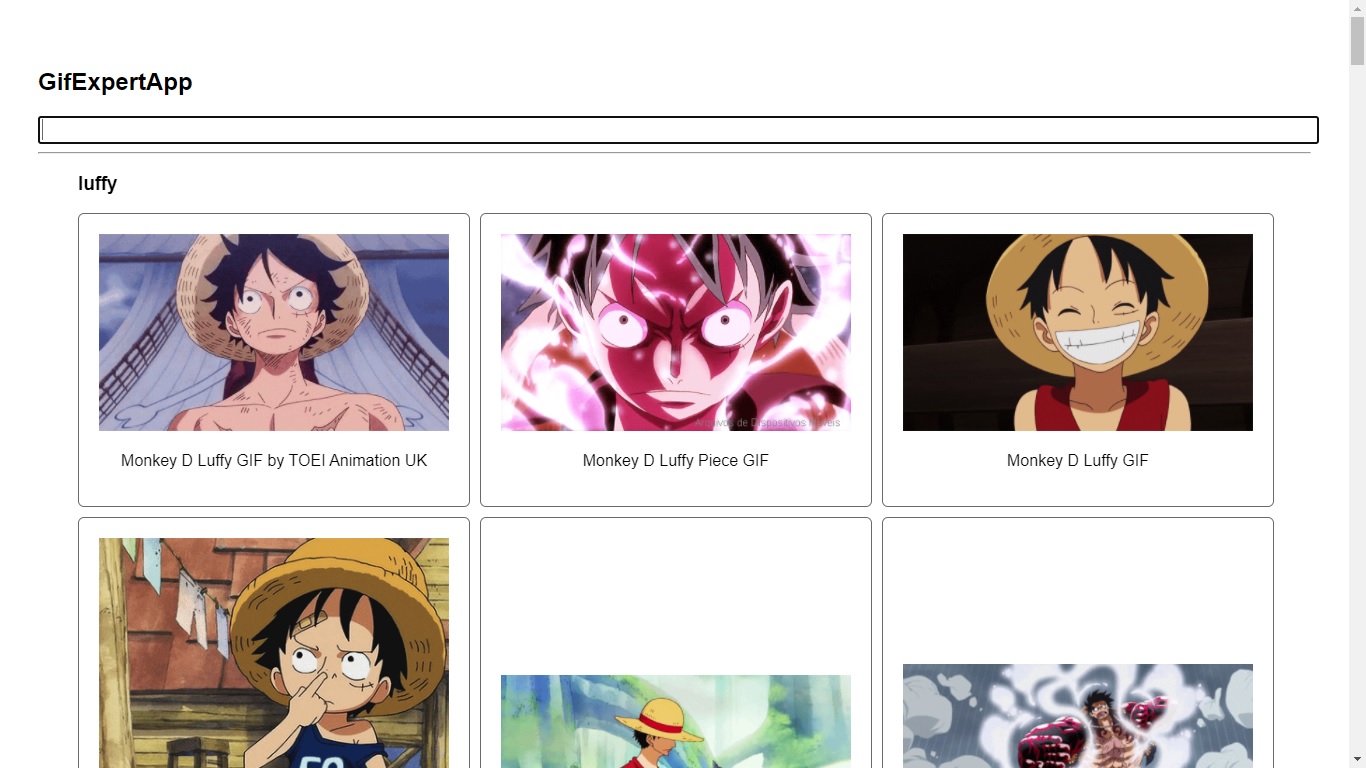 GifExpertApp
luffy
Arquivos de Dispositivos Móveis
Monkey D Luffy GIF by TOEI Animation UK
Monkey D Luffy Piece GIF
Monkey D Luffy GIF